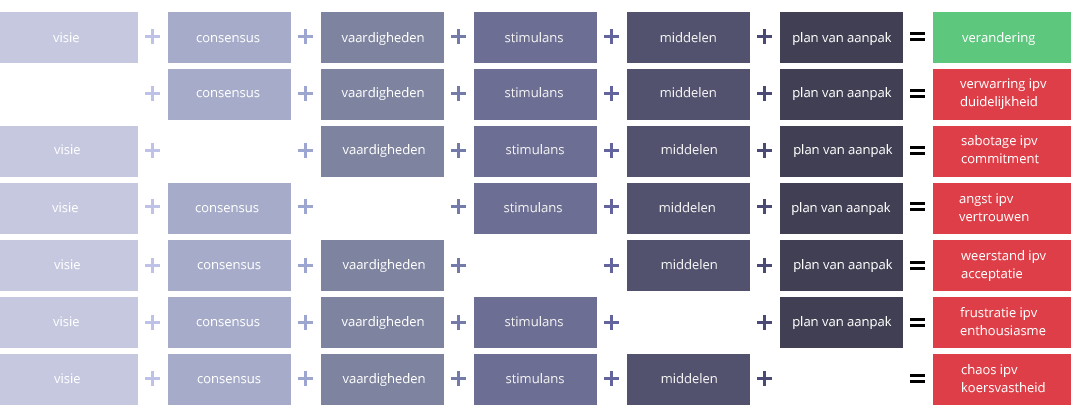 visie + consensus + vaardigheden + stimulans + middelen + plan van aanpak = verandering
+ consensus + vaardigheden + stimulans + middelen + plan van aanpak = verwarring ipv
duidelijkheid
visie + + vaardigheden + stimulans + middelen + plan van aanpak = sabotage ipv
commitment
visie + consensus + + stimulans + middelen + plan van aanpak = angst ipv
vertrouwen
visie + consensus + vaardigheden + + middelen + plan van aanpak = weerstand ipv
acceptatie
visie + consensus + vaardigheden + stimulans + + plan van aanpak = frustratie ipv
enthousiasme
visie + consensus + vaardigheden + stimulans + middelen + = chaos ipv
koersvastheid